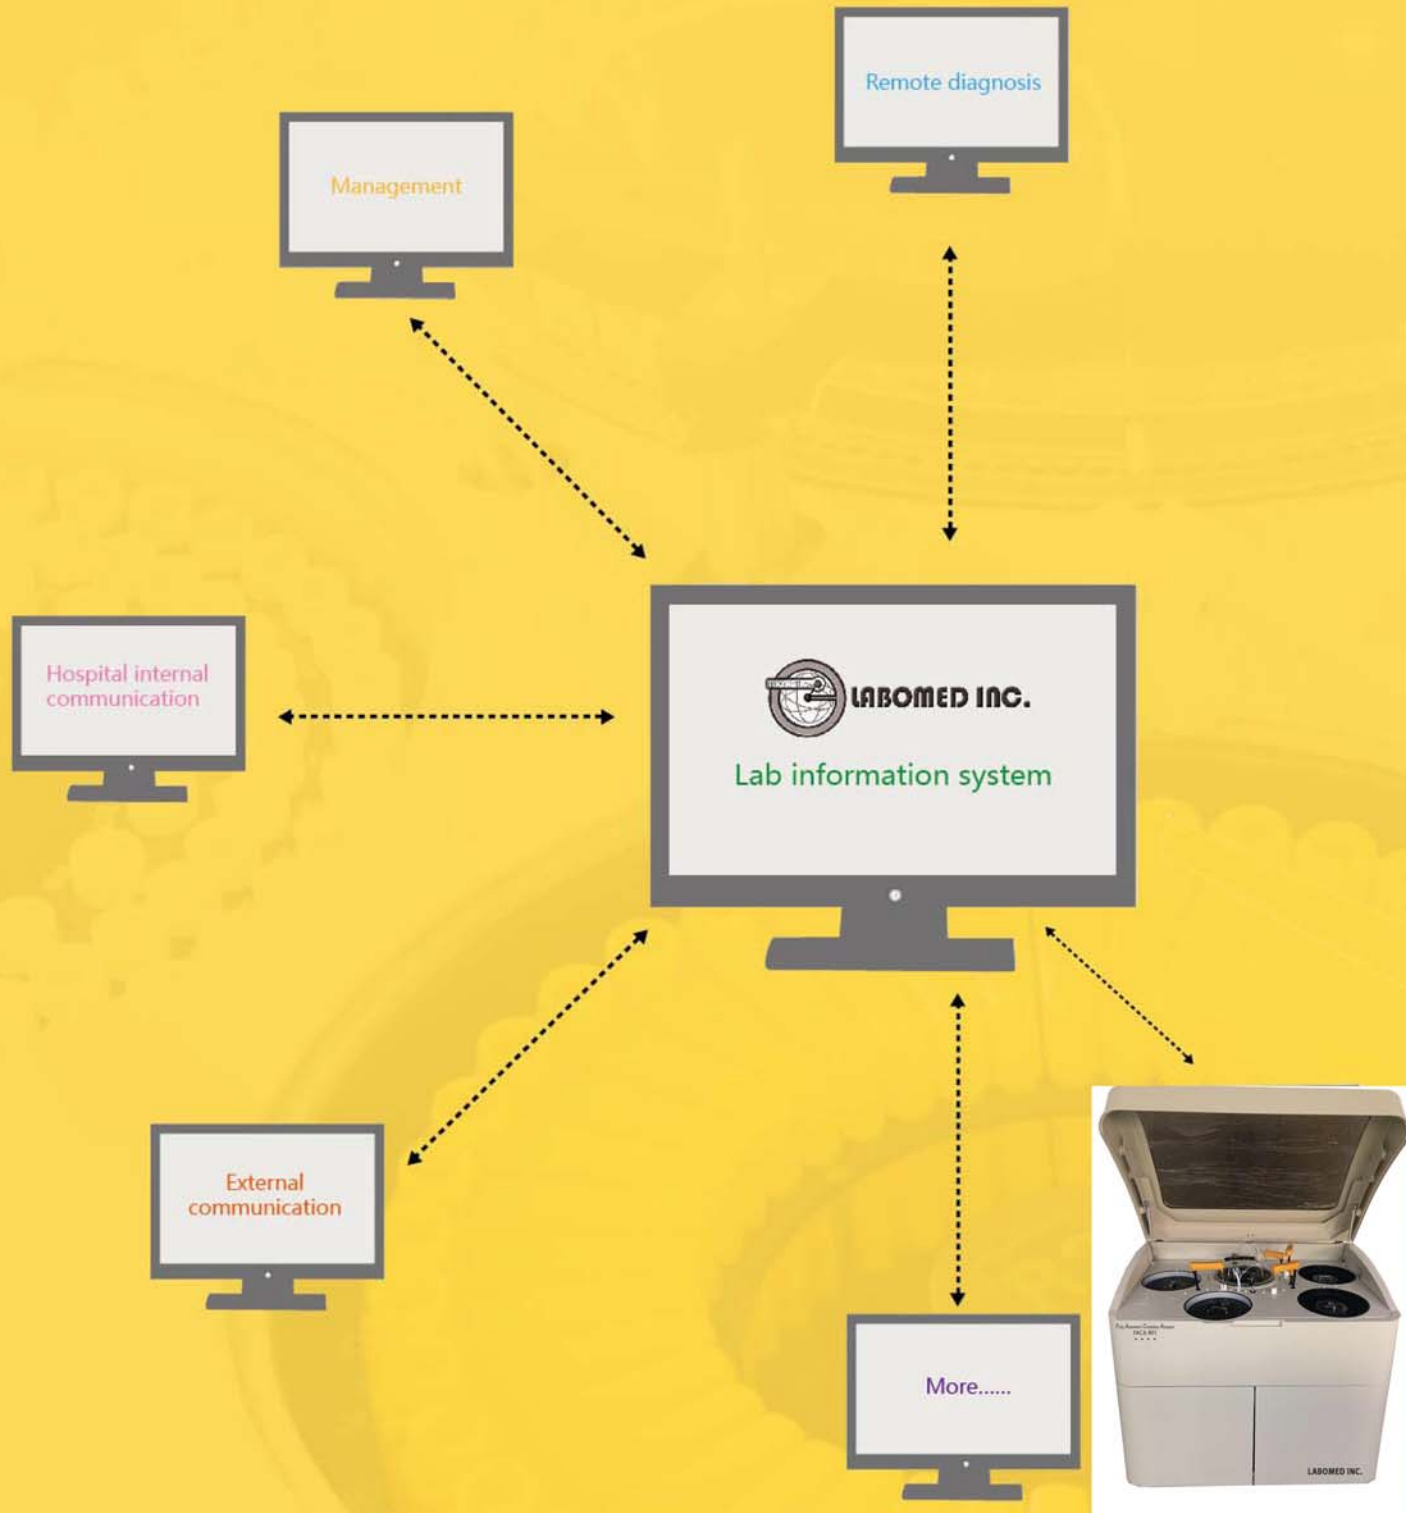 Remote diagnosis
Management
Hospital internal
communication
LABOMED INC.
Lab information system
External
communication
More......
LABOMED INC.